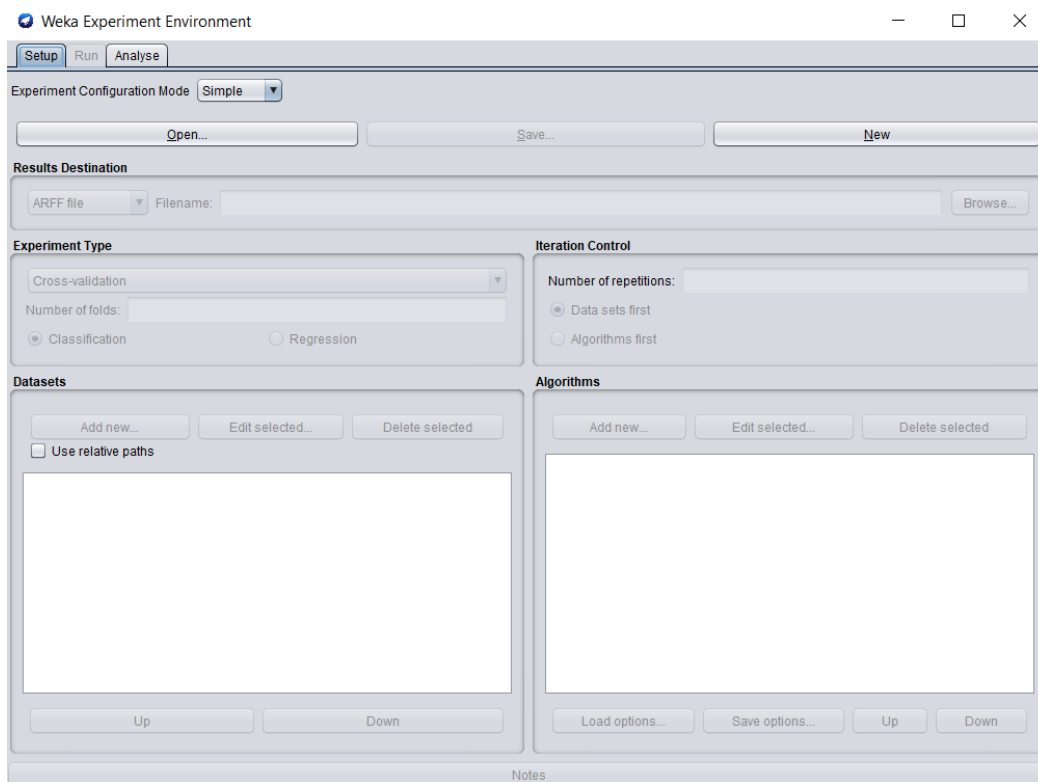 Weka Experiment Environment
Setup Run Analyse
Experiment Configuration Mode Simple
Open... Save... New
Results Destination
ARFF file Filename: Browse...
Experiment Type Iteration Control
Cross-validation Number of repetitions:
Number of folds: Data sets first
Classification Regression Algorithms first
Datasets Algorithms
Add new... Edit selected... Delete selected Add new... Edit selected... Delete selected
Use relative paths
Up Down Load options... Save options... Up Down
Notes